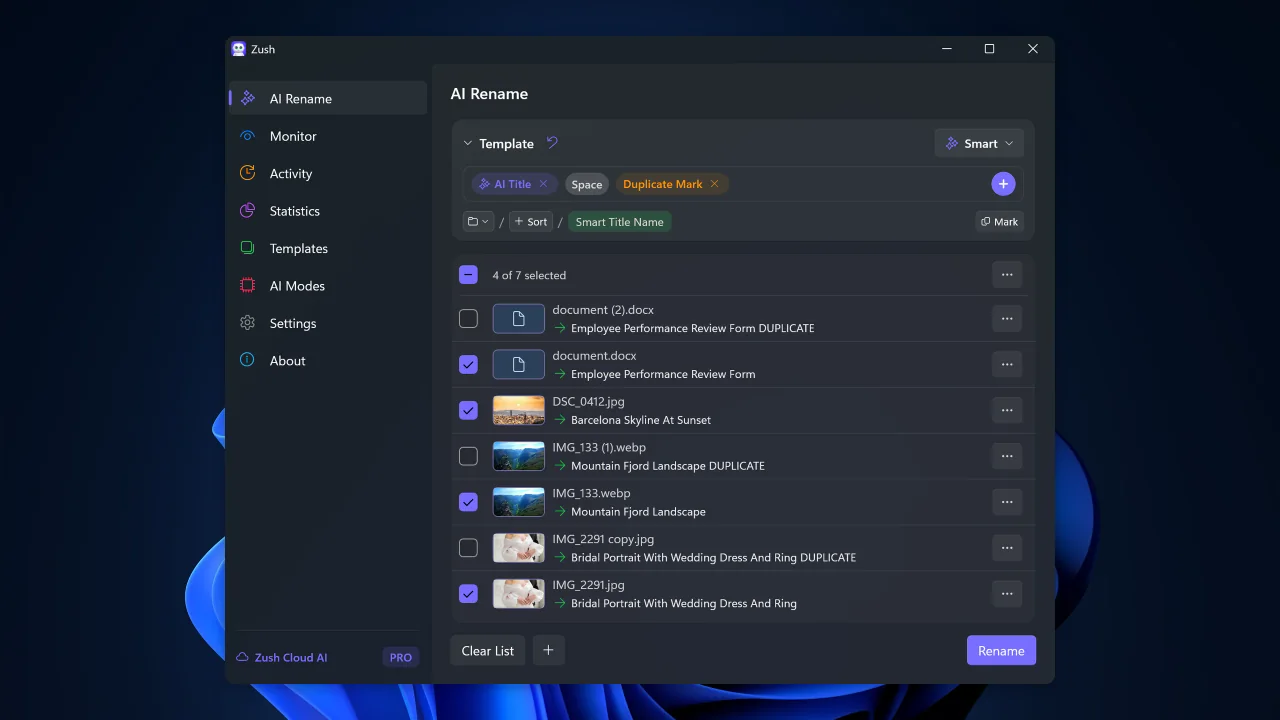 Zush
AI Rename
Monitor
Activity
Statistics
Templates
AI Modes
Settings
About
Zush Cloud AI
PRO
AI Rename
Template
Smart
AI Title
Space
Duplicate Mark
/ + Sort / Smart Title Name
Mark
4 of 7 selected
document (2).docx
→ Employee Performance Review Form DUPLICATE
document.docx
→ Employee Performance Review Form
DSC_0412.jpg
→ Barcelona Skyline At Sunset
IMG_133 (1).webp
→ Mountain Fjord Landscape DUPLICATE
IMG_133.webp
→ Mountain Fjord Landscape
IMG_2291 copy.jpg
→ Bridal Portrait With Wedding Dress And Ring DUPLICATE
IMG_2291.jpg
→ Bridal Portrait With Wedding Dress And Ring
Clear List
+
Rename